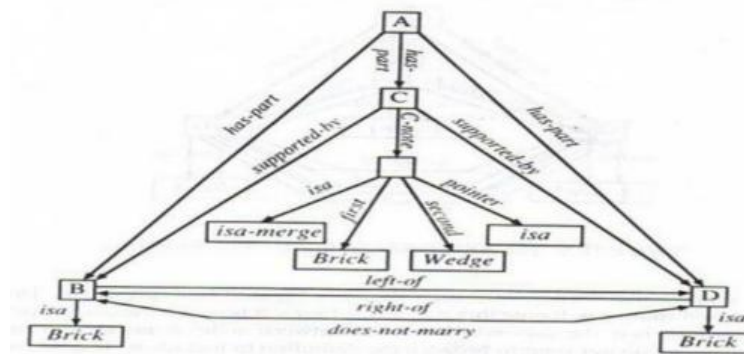 A
has-part
has-
part
has-part
C
supported-by
C-note
supported-by
isa
first
second
pointer
isa-merge
Brick
Wedge
isa
B
left-of
D
right-of
isa
does-not-marry
isa
Brick
Brick